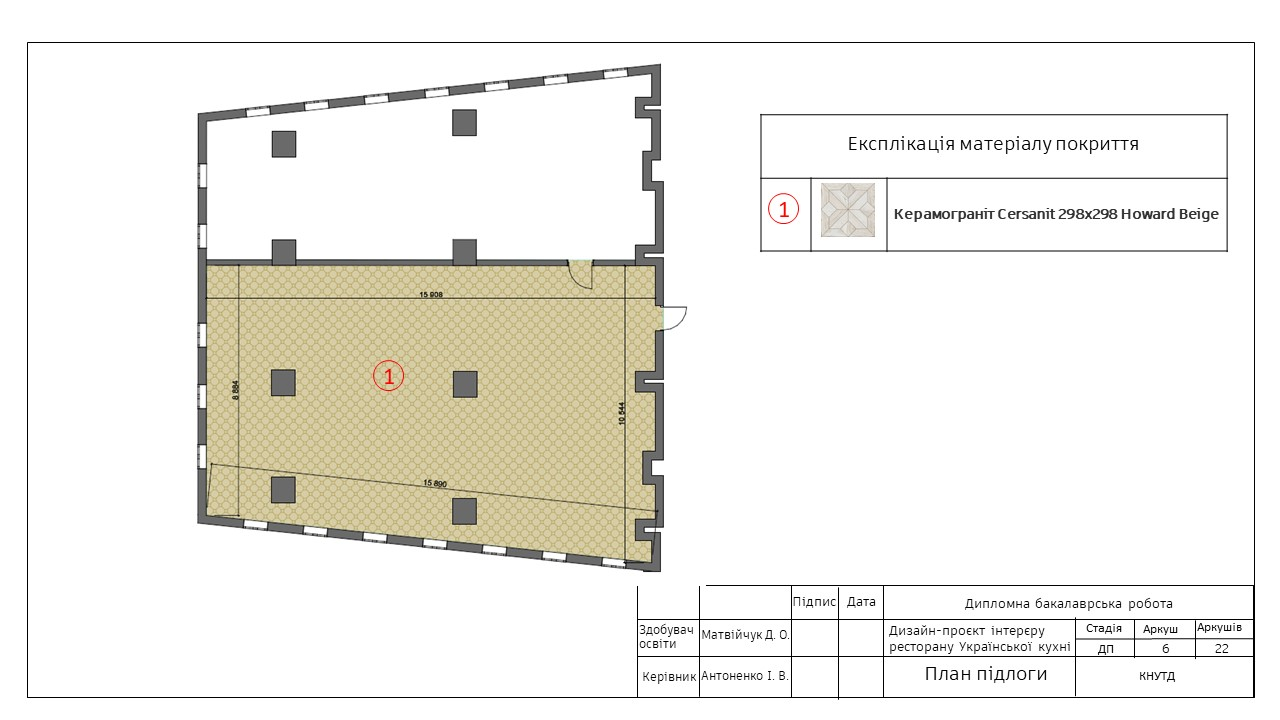 Експлікація матеріалу покриття
1
Керамограніт Cersanit 298x298 Howard Beige
15 908
8 884
1
10 544
15 890
Підпис
Дата
Дипломна бакалаврська робота
Здобувач
освіти
Матвійчук Д. О.
Дизайн-проєкт інтерєру
ресторану Української кухні
Стадія
Аркуш
Аркушів
ДП
6
22
Керівник
Антоненко І. В.
План підлоги
КНУТД